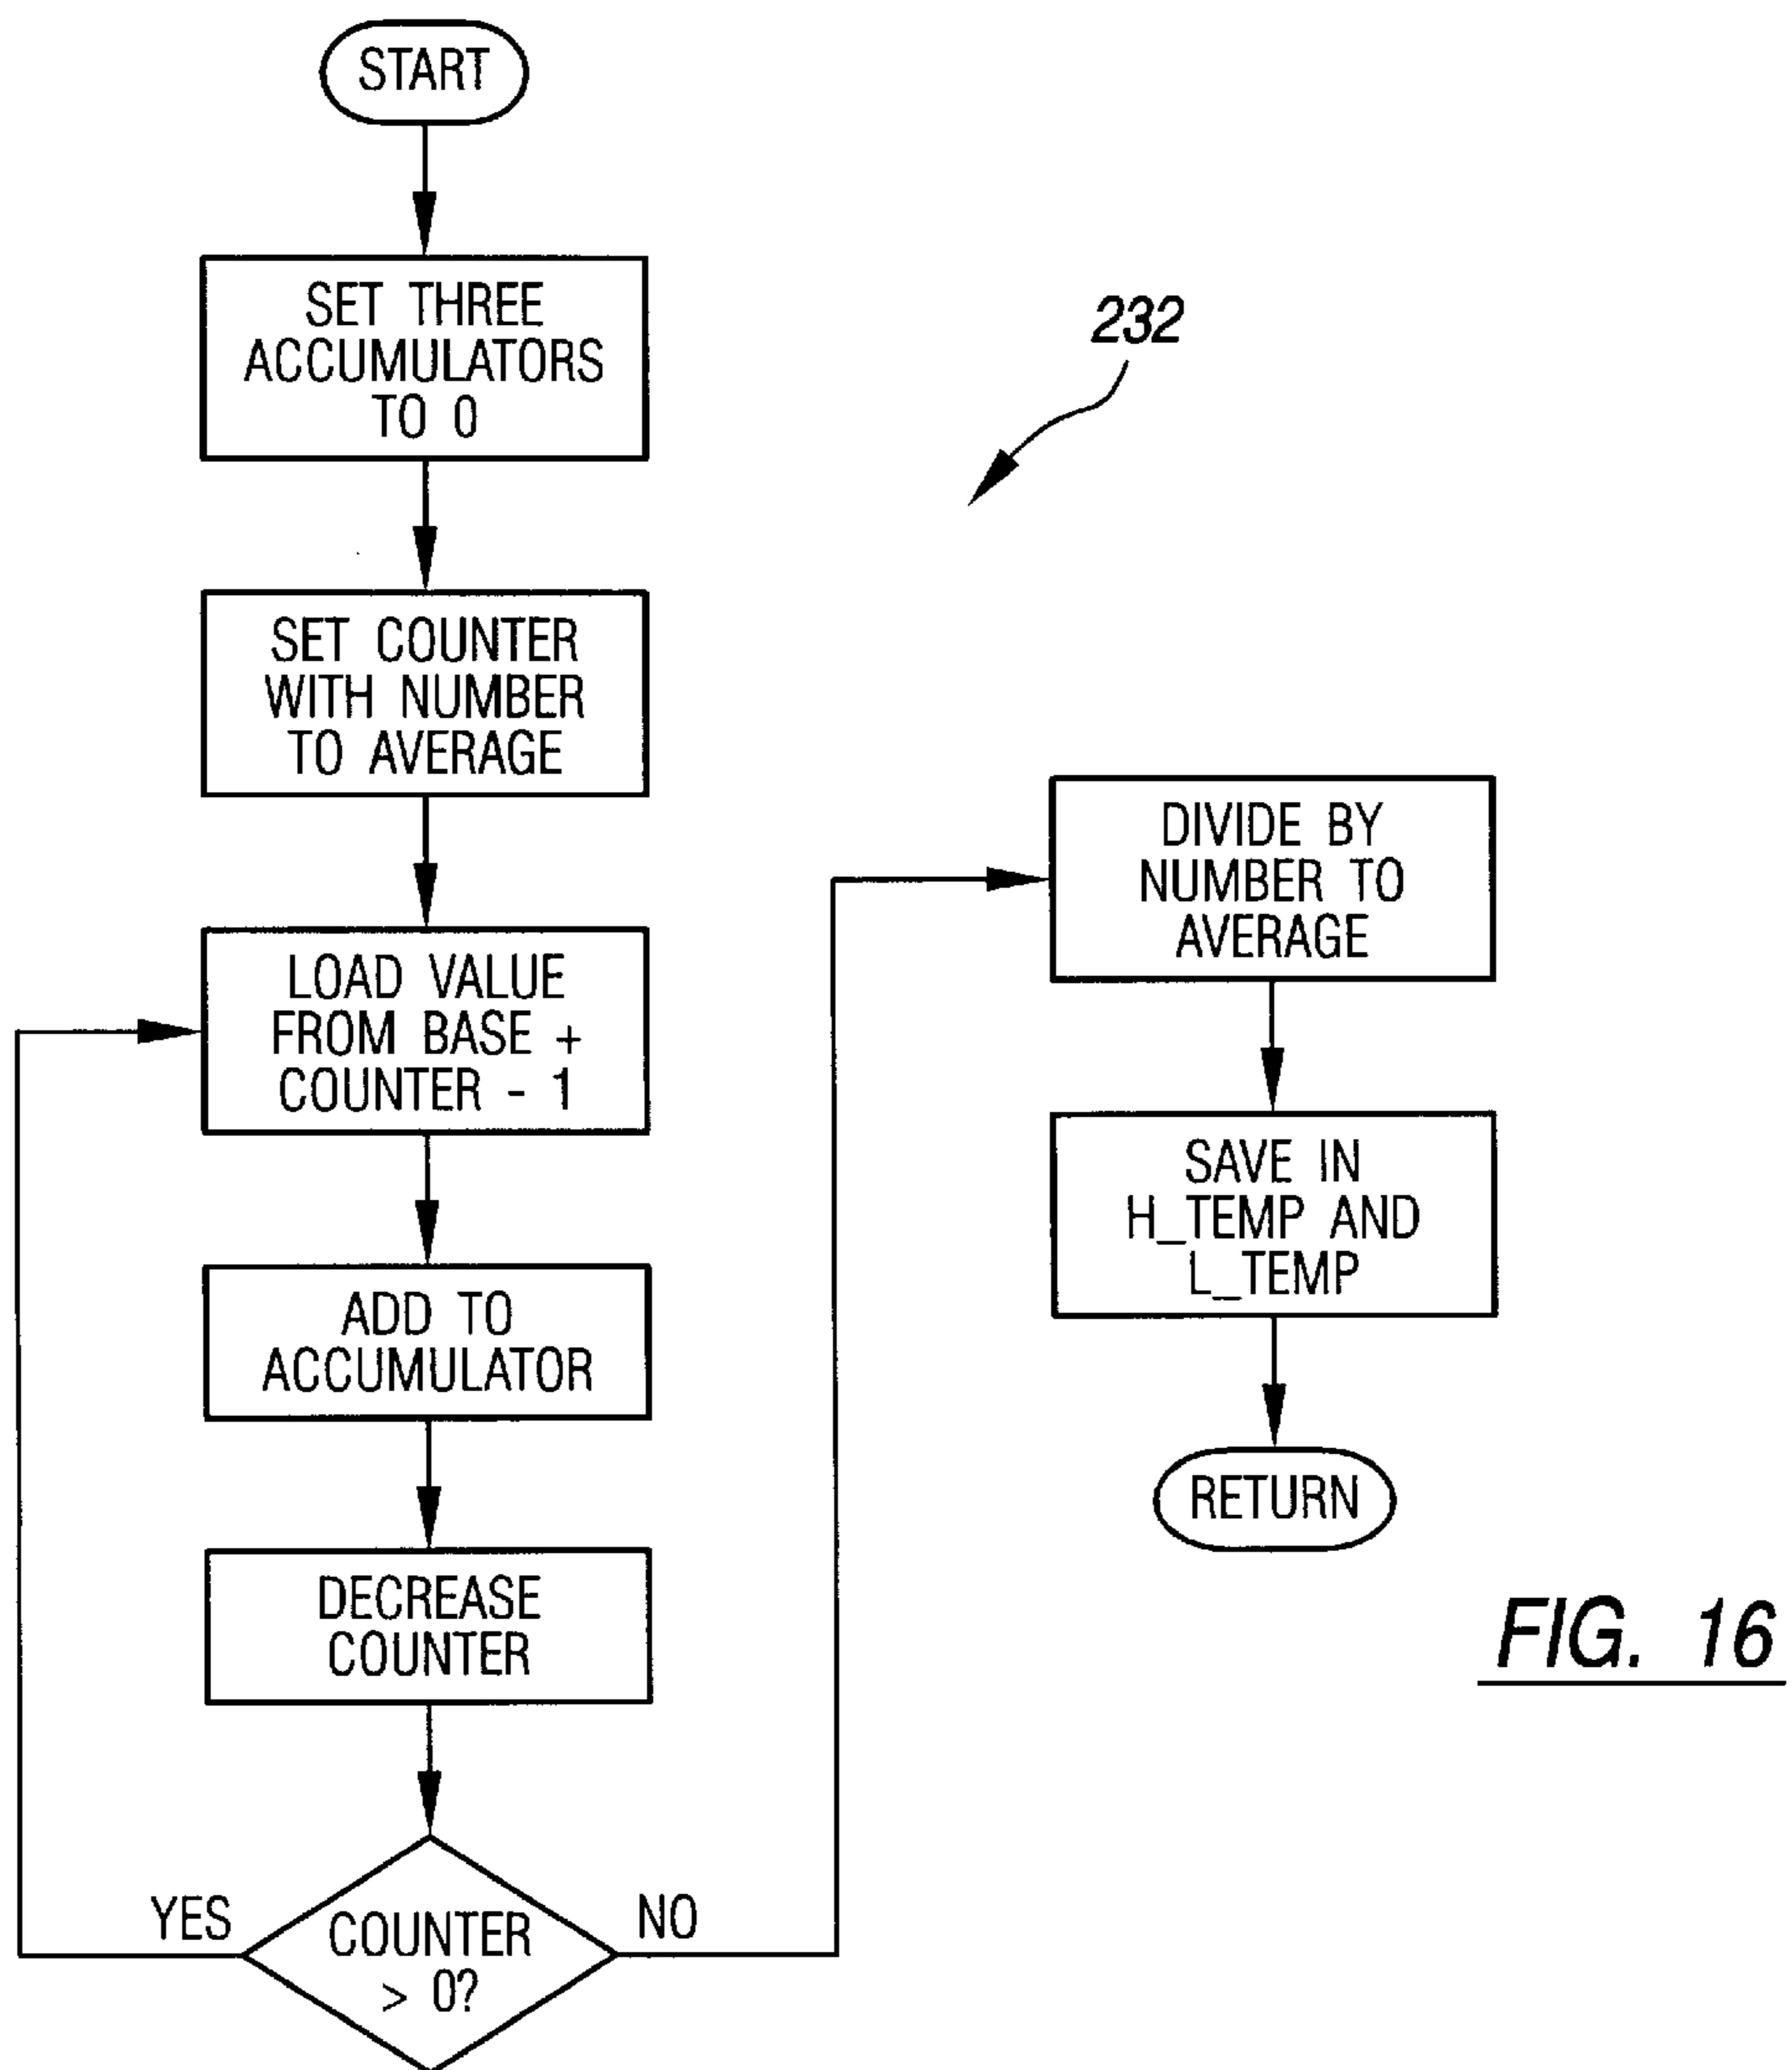 START
SET THREE
ACCUMULATORS
TO 0
232
SET COUNTER
WITH NUMBER
TO AVERAGE
LOAD VALUE
FROM BASE +
COUNTER - 1
ADD TO
ACCUMULATOR
DECREASE
COUNTER
YES
COUNTER
> 0?
NO
DIVIDE BY
NUMBER TO
AVERAGE
SAVE IN
H_TEMP AND
L_TEMP
RETURN
FIG. 16